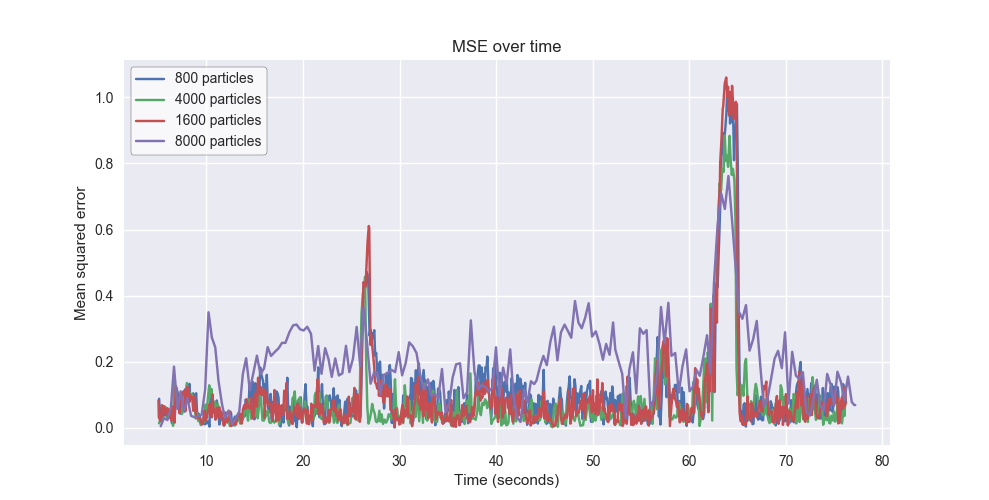 MSE over time
800 particles
4000 particles
1600 particles
8000 particles
Mean squared error
1.0
0.8
0.6
0.4
0.2
0.0
10 20 30 40 50 60 70 80
Time (seconds)